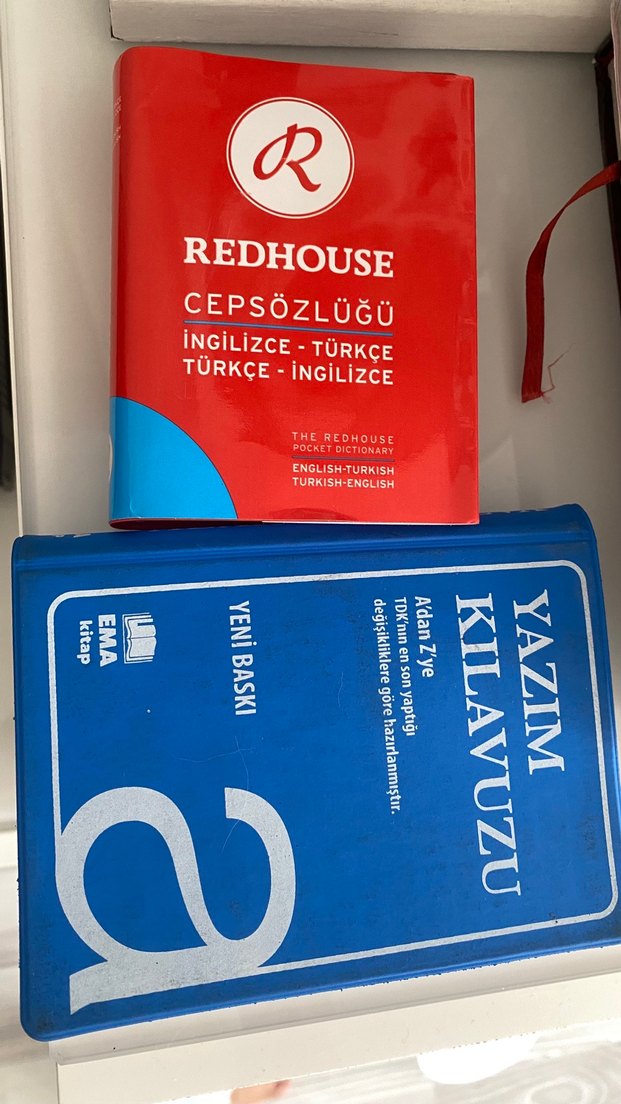 R
REDHOUSE
CEPSÖZLÜĞÜ
İNGİLİZCE - TÜRKÇE
TÜRKÇE - İNGİLİZCE
THE REDHOUSE
POCKET DICTIONARY
ENGLISH-TURKISH
TURKISH-ENGLISH
YAZIM
KILAVUZU
A'dan Z'ye
TDK'nın en son yaptığı
değişikliklere göre hazırlanmıştır.
YENİ BASKI
a
EMA
kitap